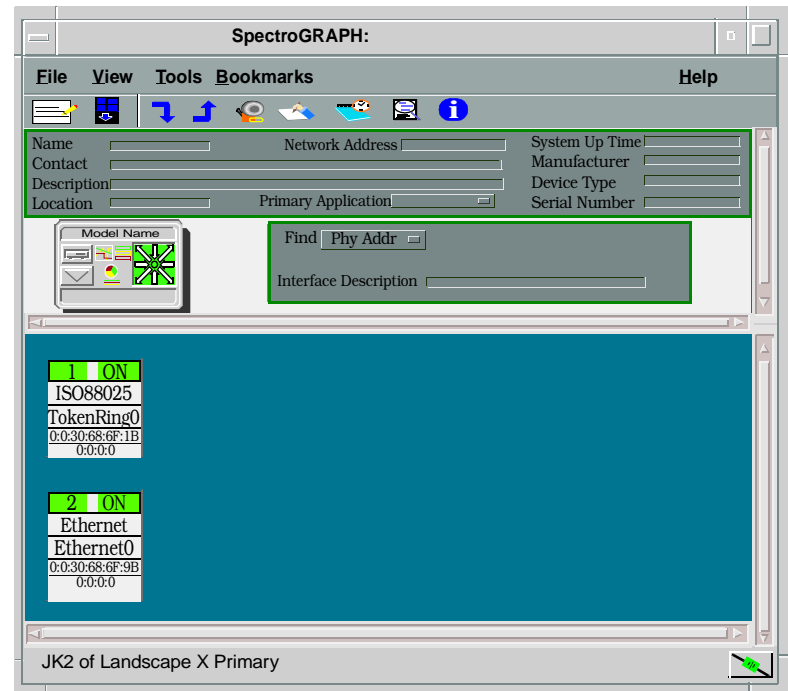 SpectroGRAPH:
File View Tools Bookmarks Help
Name Network Address System Up Time
Contact Manufacturer
Description Device Type
Location Primary Application Serial Number
Model Name
Find Phy Addr
Interface Description
1 ON
ISO88025
TokenRing0
0:0:30:68:6F:1B
0:0:0:0
2 ON
Ethernet
Ethernet0
0:0:30:68:6F:9B
0:0:0:0
JK2 of Landscape X Primary